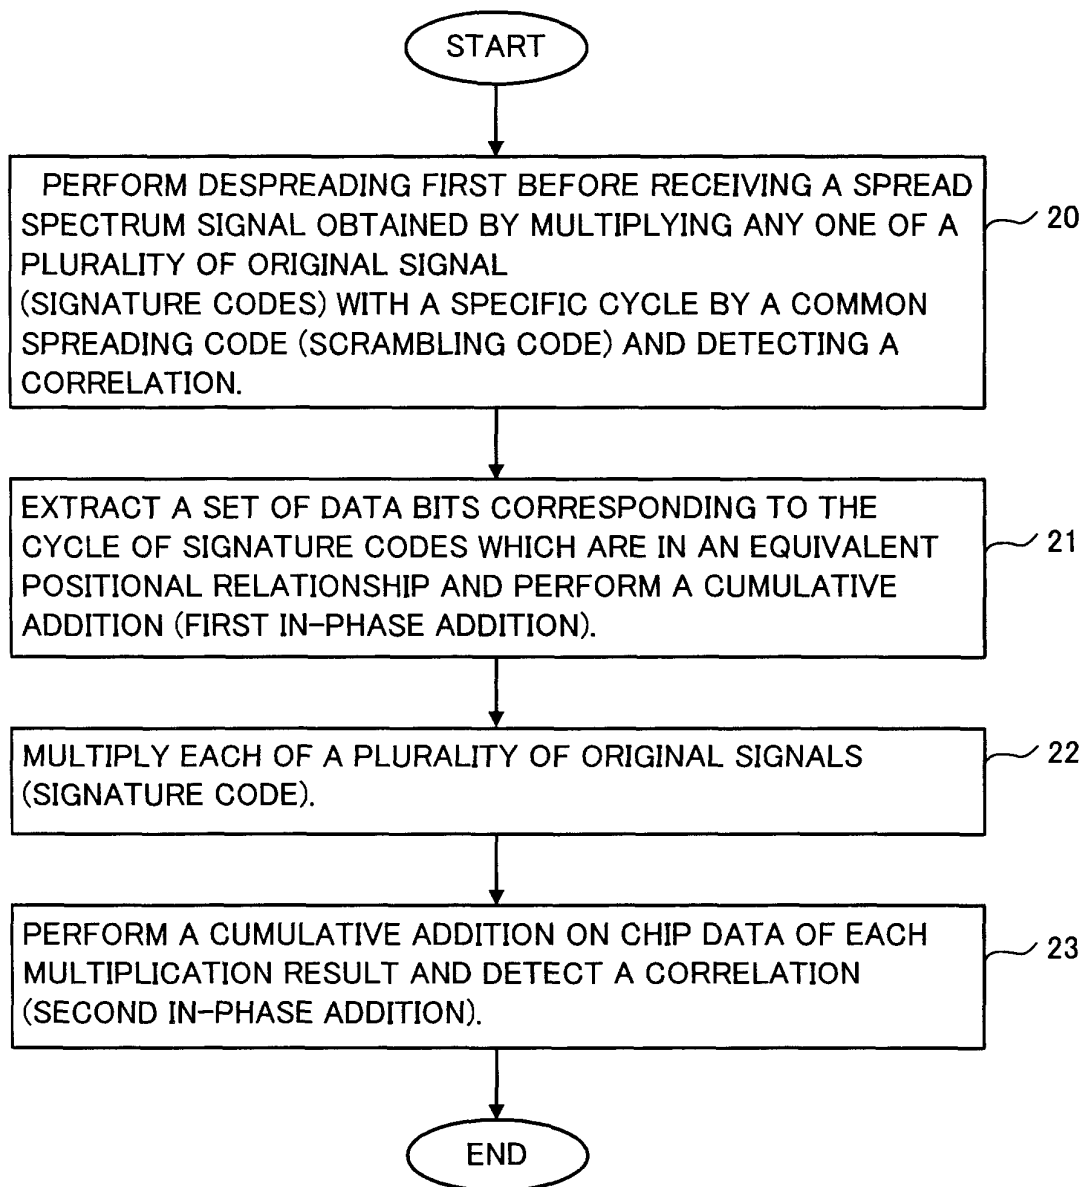 START
PERFORM DESPREADING FIRST BEFORE RECEIVING A SPREAD
SPECTRUM SIGNAL OBTAINED BY MULTIPLYING ANY ONE OF A
PLURALITY OF ORIGINAL SIGNAL
(SIGNATURE CODES) WITH A SPECIFIC CYCLE BY A COMMON
SPREADING CODE (SCRAMBLING CODE) AND DETECTING A
CORRELATION.
20
EXTRACT A SET OF DATA BITS CORRESPONDING TO THE
CYCLE OF SIGNATURE CODES WHICH ARE IN AN EQUIVALENT
POSITIONAL RELATIONSHIP AND PERFORM A CUMULATIVE
ADDITION (FIRST IN-PHASE ADDITION).
21
MULTIPLY EACH OF A PLURALITY OF ORIGINAL SIGNALS
(SIGNATURE CODE).
22
PERFORM A CUMULATIVE ADDITION ON CHIP DATA OF EACH
MULTIPLICATION RESULT AND DETECT A CORRELATION
(SECOND IN-PHASE ADDITION).
23
END